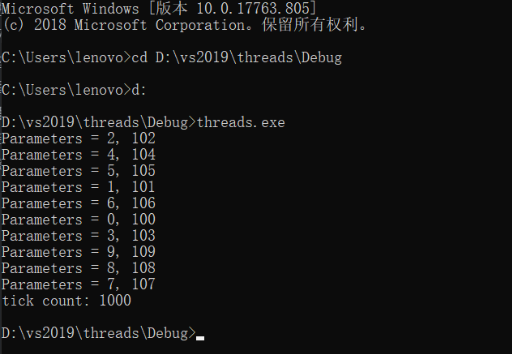 Microsoft Windows [版本 10.0.17763.805]
(c) 2018 Microsoft Corporation。保留所有权利。
C:\Users\lenovo>cd D:\vs2019\threads\Debug
C:\Users\lenovo>d:
D:\vs2019\threads\Debug>threads.exe
Parameters = 2, 102
Parameters = 4, 104
Parameters = 5, 105
Parameters = 1, 101
Parameters = 6, 106
Parameters = 0, 100
Parameters = 3, 103
Parameters = 9, 109
Parameters = 8, 108
Parameters = 7, 107
tick count: 1000
D:\vs2019\threads\Debug>